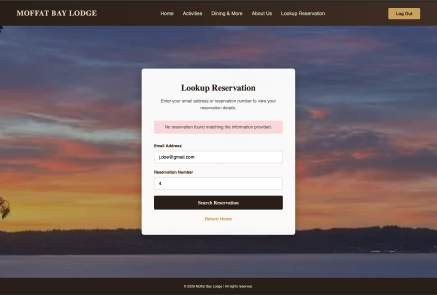 MOFFAT BAY LODGE
Home Activities Dining & More About Us Lookup Reservation Log Out
Lookup Reservation
Enter your email address or reservation number to view your
reservation details.
No reservation found matching the information provided.
Email Address
j.doe@gmail.com
Reservation Number
4
Search Reservation
Return Home
© 2026 Moffat Bay Lodge | All rights reserved.